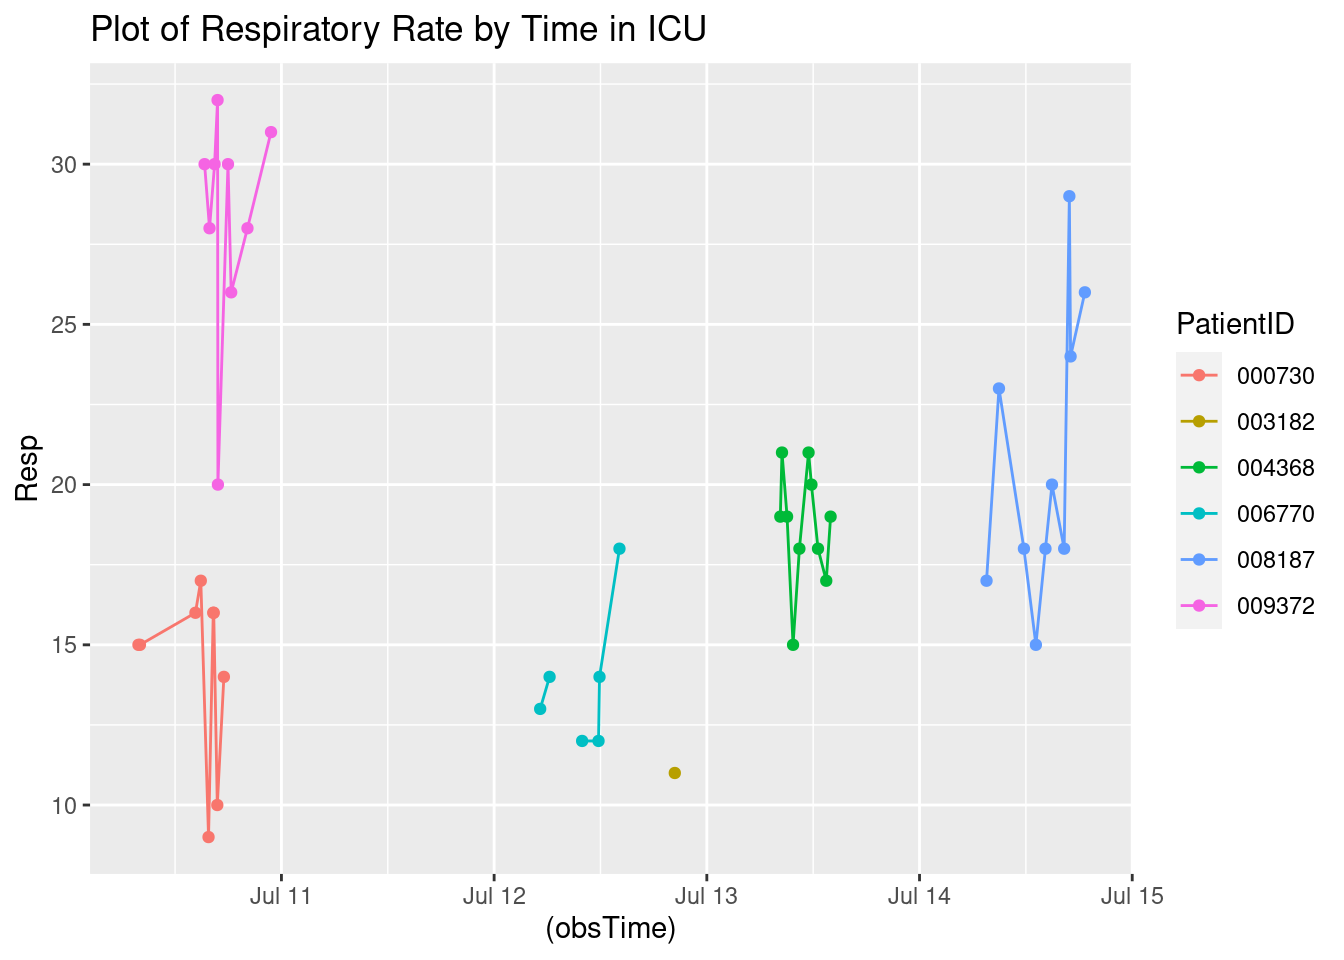 Plot of Respiratory Rate by Time in ICU
30
25
20
15
10
Resp
Jul 11
Jul 12
Jul 13
Jul 14
Jul 15
(obsTime)
PatientID
000730
003182
004368
006770
008187
009372